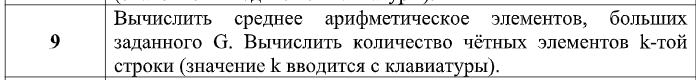 9
Вычислить среднее арифметическое элементов, больших
заданного G. Вычислить количество чётных элементов k-той
строки (значение k вводится с клавиатуры).